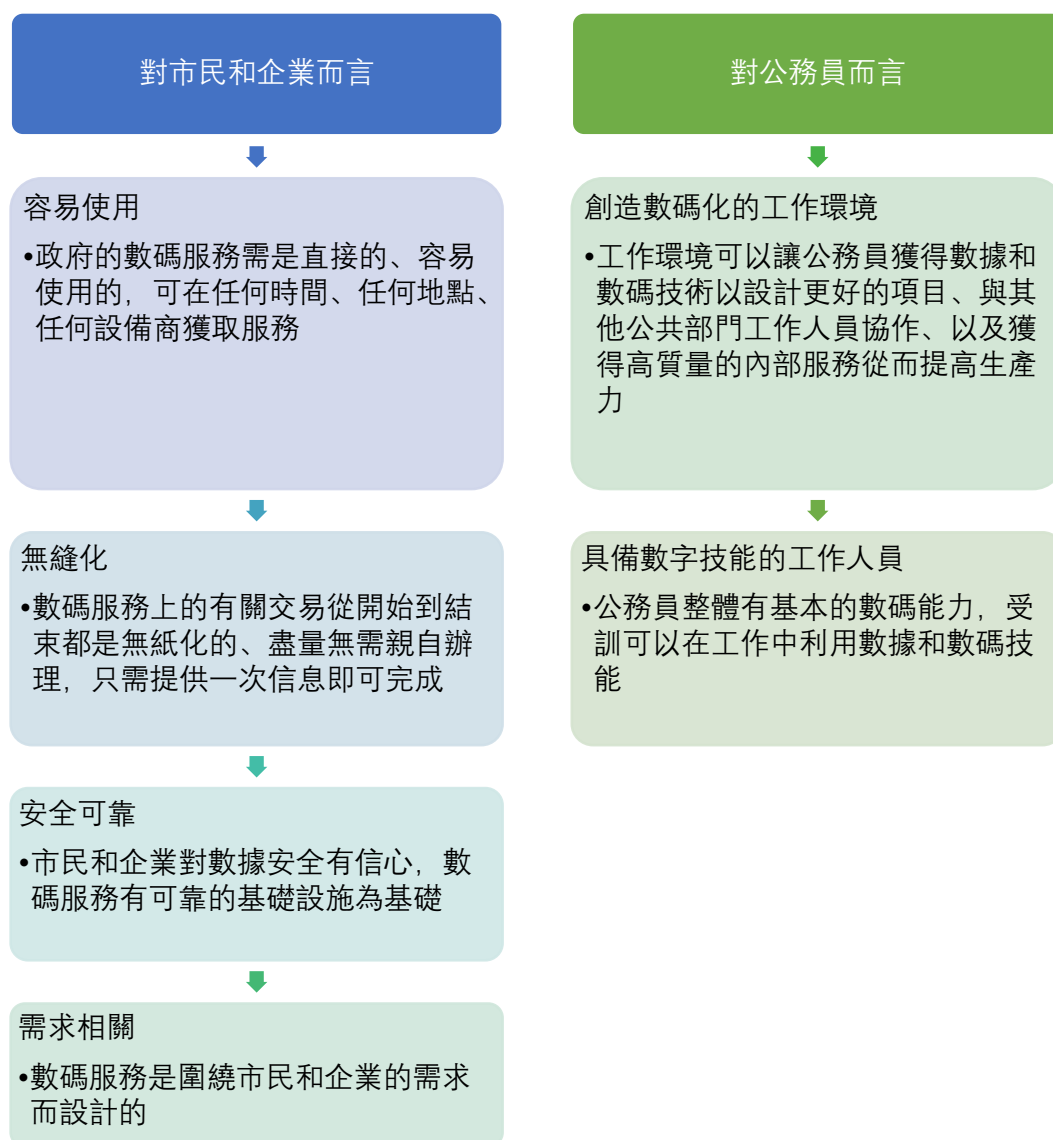 對市民和企業而言
容易使用
•政府的數碼服務需是直接的、容易
使用的，可在任何時間、任何地點、
任何設備商獲取服務
無縫化
•數碼服務上的有關交易從開始到結
束都是無紙化的、盡量無需親自辦
理，只需提供一次信息即可完成
安全可靠
•市民和企業對數據安全有信心，數
碼服務有可靠的基礎設施為基礎
需求相關
•數碼服務是圍繞市民和企業的需求
而設計的
對公務員而言
創造數碼化的工作環境
•工作環境可以讓公務員獲得數據和
數碼技術以設計更好的項目、與其
他公共部門工作人員協作、以及獲
得高質量的內部服務從而提高生產
力
具備數字技能的工作人員
•公務員整體有基本的數碼能力，受
訓可以在工作中利用數據和數碼技
能